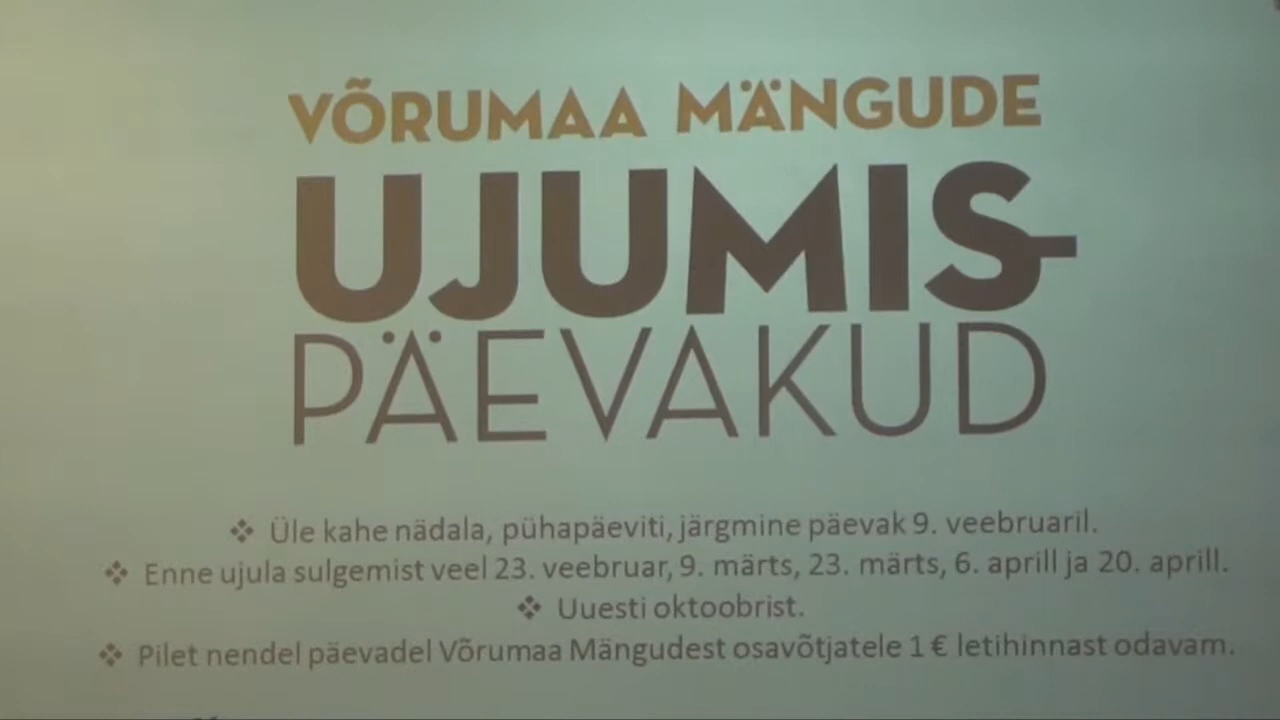 VÕRUMAA MÄNGUDE
UJUMIS-
PÄEVAKUD
❖ Üle kahe nädala, pühapäeviti, järgmine päevak 9. veebruaril.
❖ Enne ujula sulgemist veel 23. veebruar, 9. märts, 23. märts, 6. aprill ja 20. aprill.
❖ Uuesti oktoobrist.
❖ Pilet nendel päevadel Võrumaa Mängudest osavõtjatele 1 € letihinnast odavam.